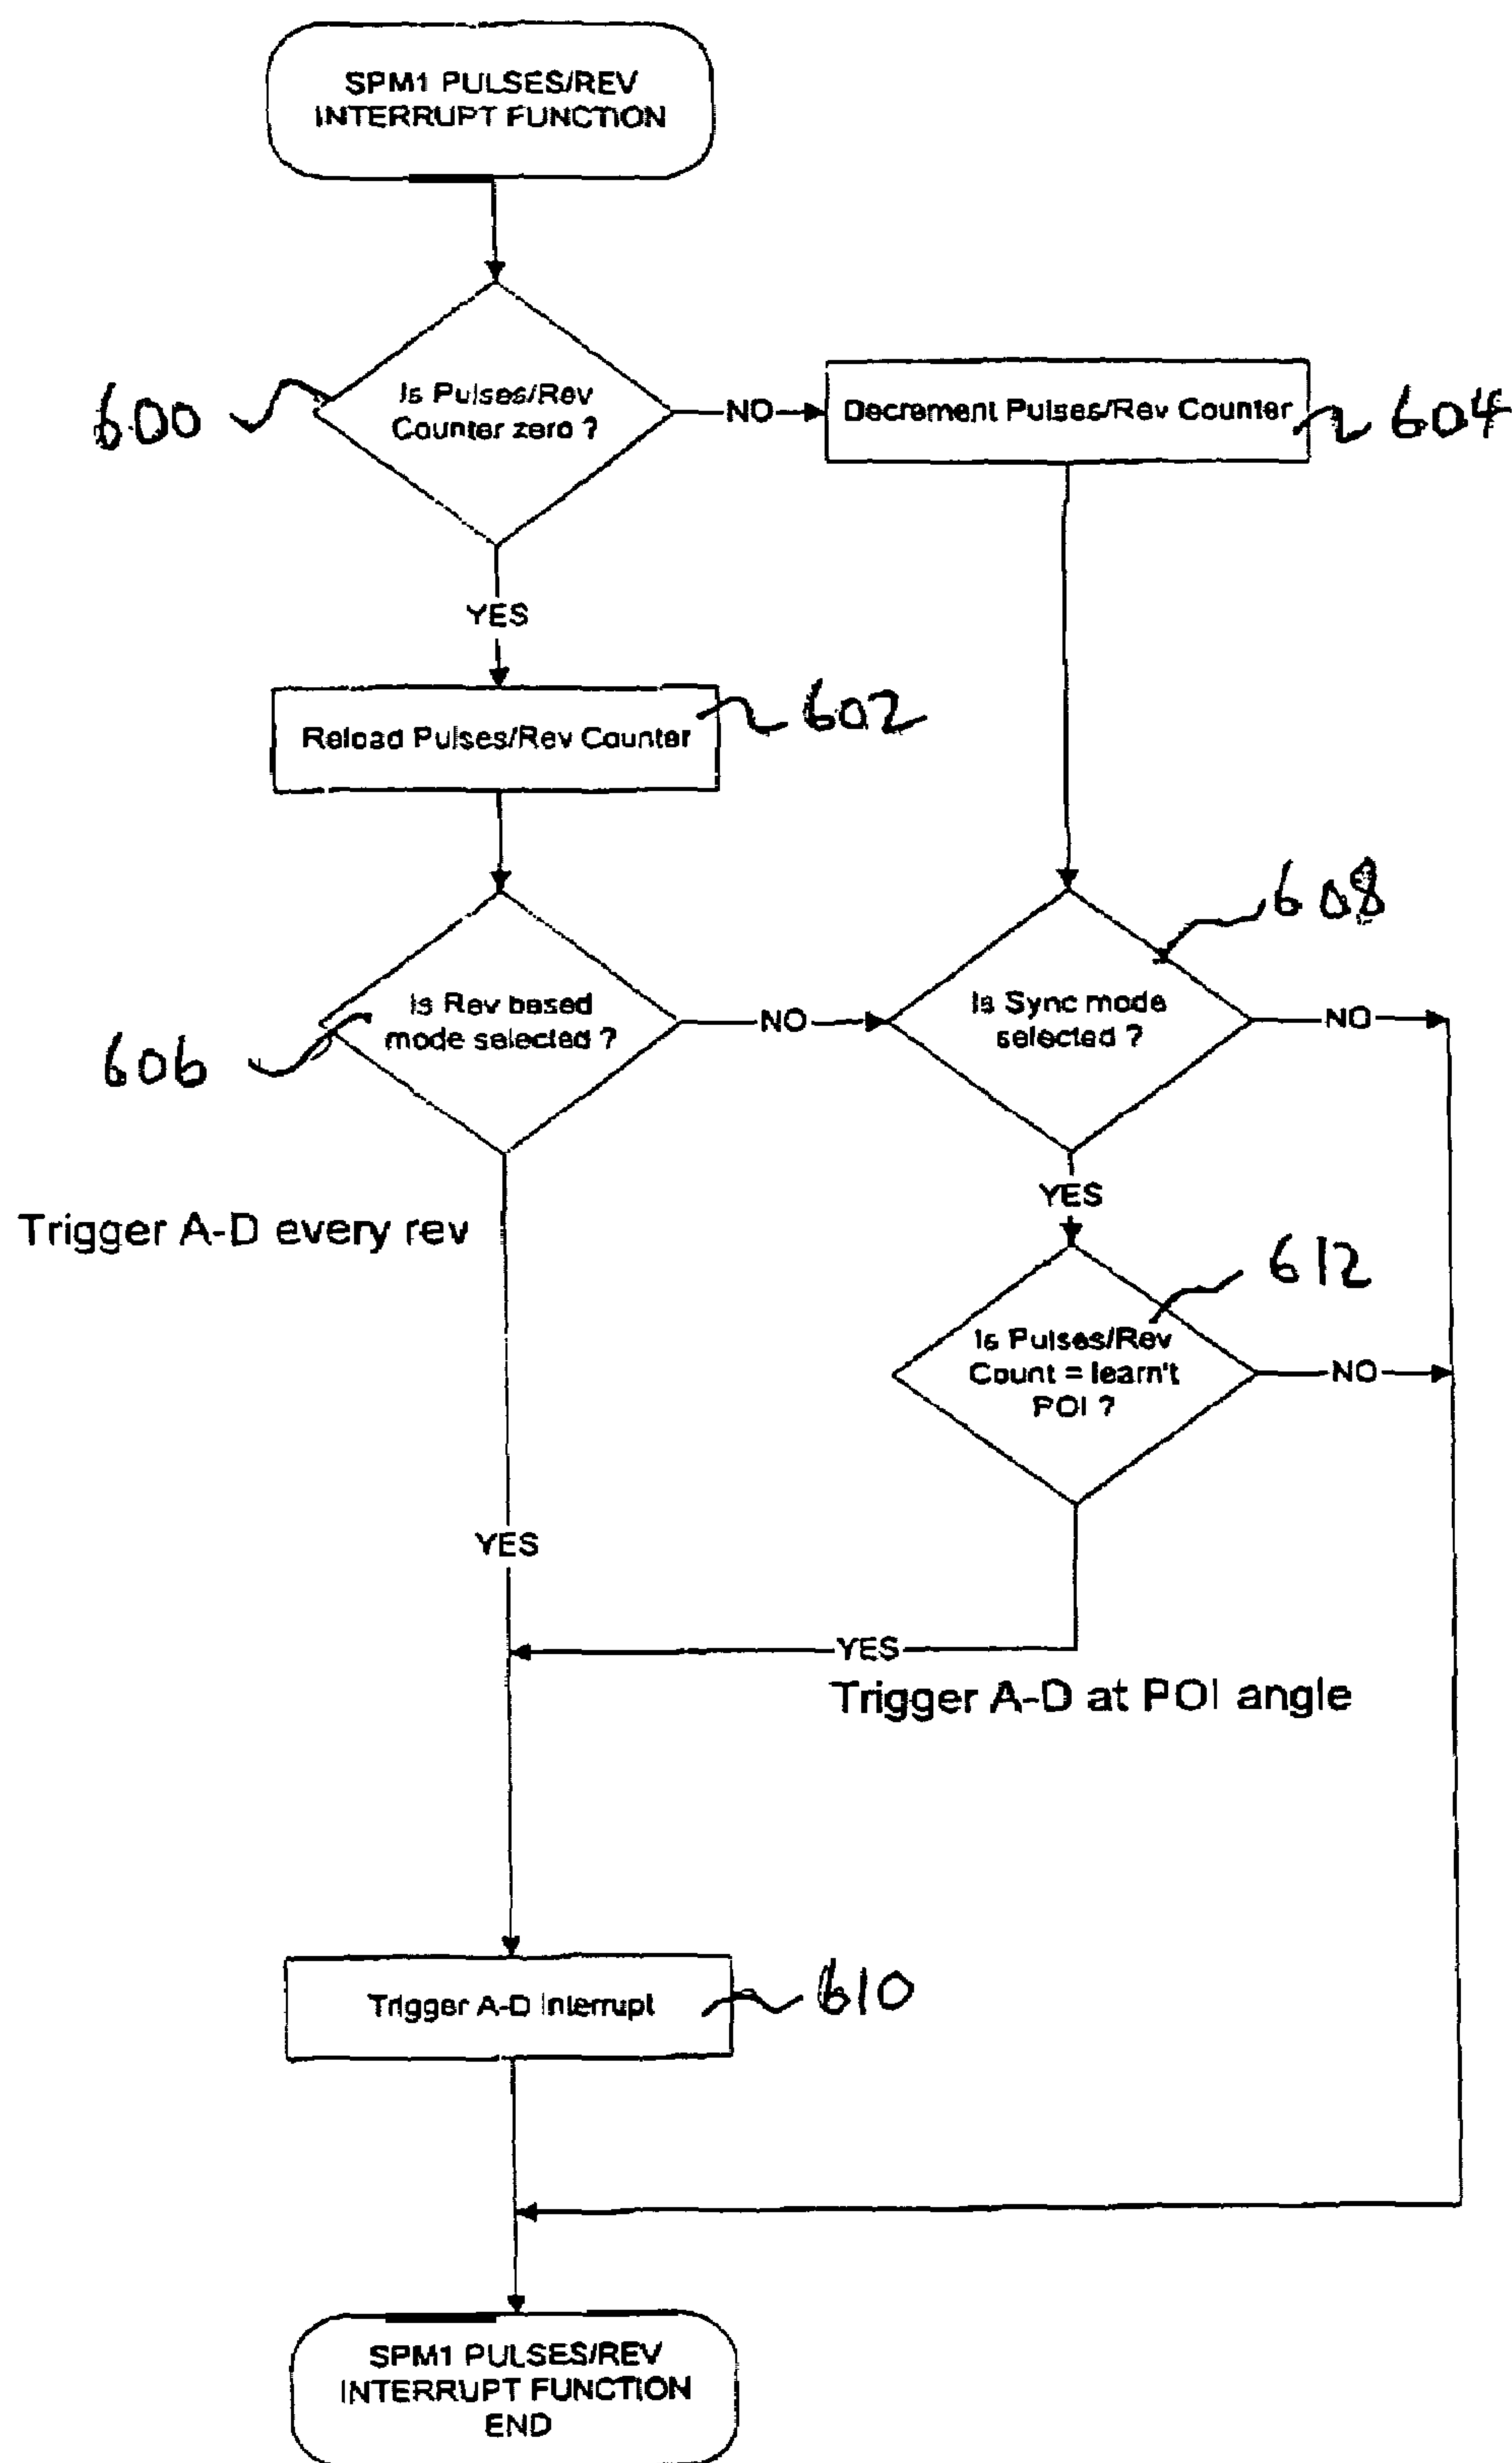 SPM1 PULSES/REV
INTERRUPT FUNCTION
600
Is Pulses/Rev
Counter zero ?
NO
Decrement Pulses/Rev Counter
604
YES
Reload Pulses/Rev Counter
602
608
606
Is Rev based
mode selected ?
NO
Is Sync mode
selected ?
NO
YES
Trigger A-D every rev
612
Is Pulses/Rev
Count = learn't
POI ?
NO
YES
YES
Trigger A-D at POI angle
Trigger A-D Interrupt
610
SPM1 PULSES/REV
INTERRUPT FUNCTION
END